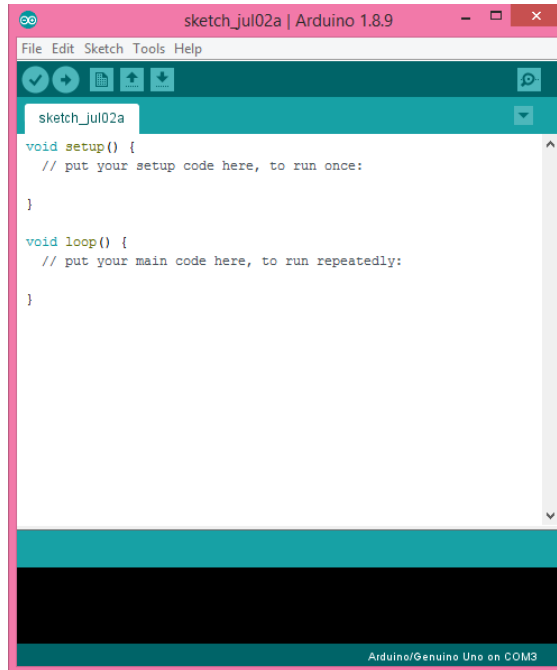 sketch_jul02a | Arduino 1.8.9
File Edit Sketch Tools Help
sketch_jul02a
void setup() {
  // put your setup code here, to run once:
}
void loop() {
  // put your main code here, to run repeatedly:
}
Arduino/Genuino Uno on COM3